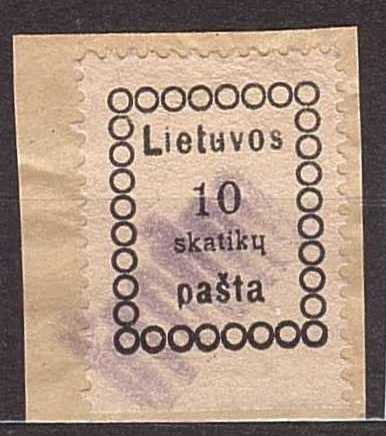 Lietuvos
10
skatikų
pašta